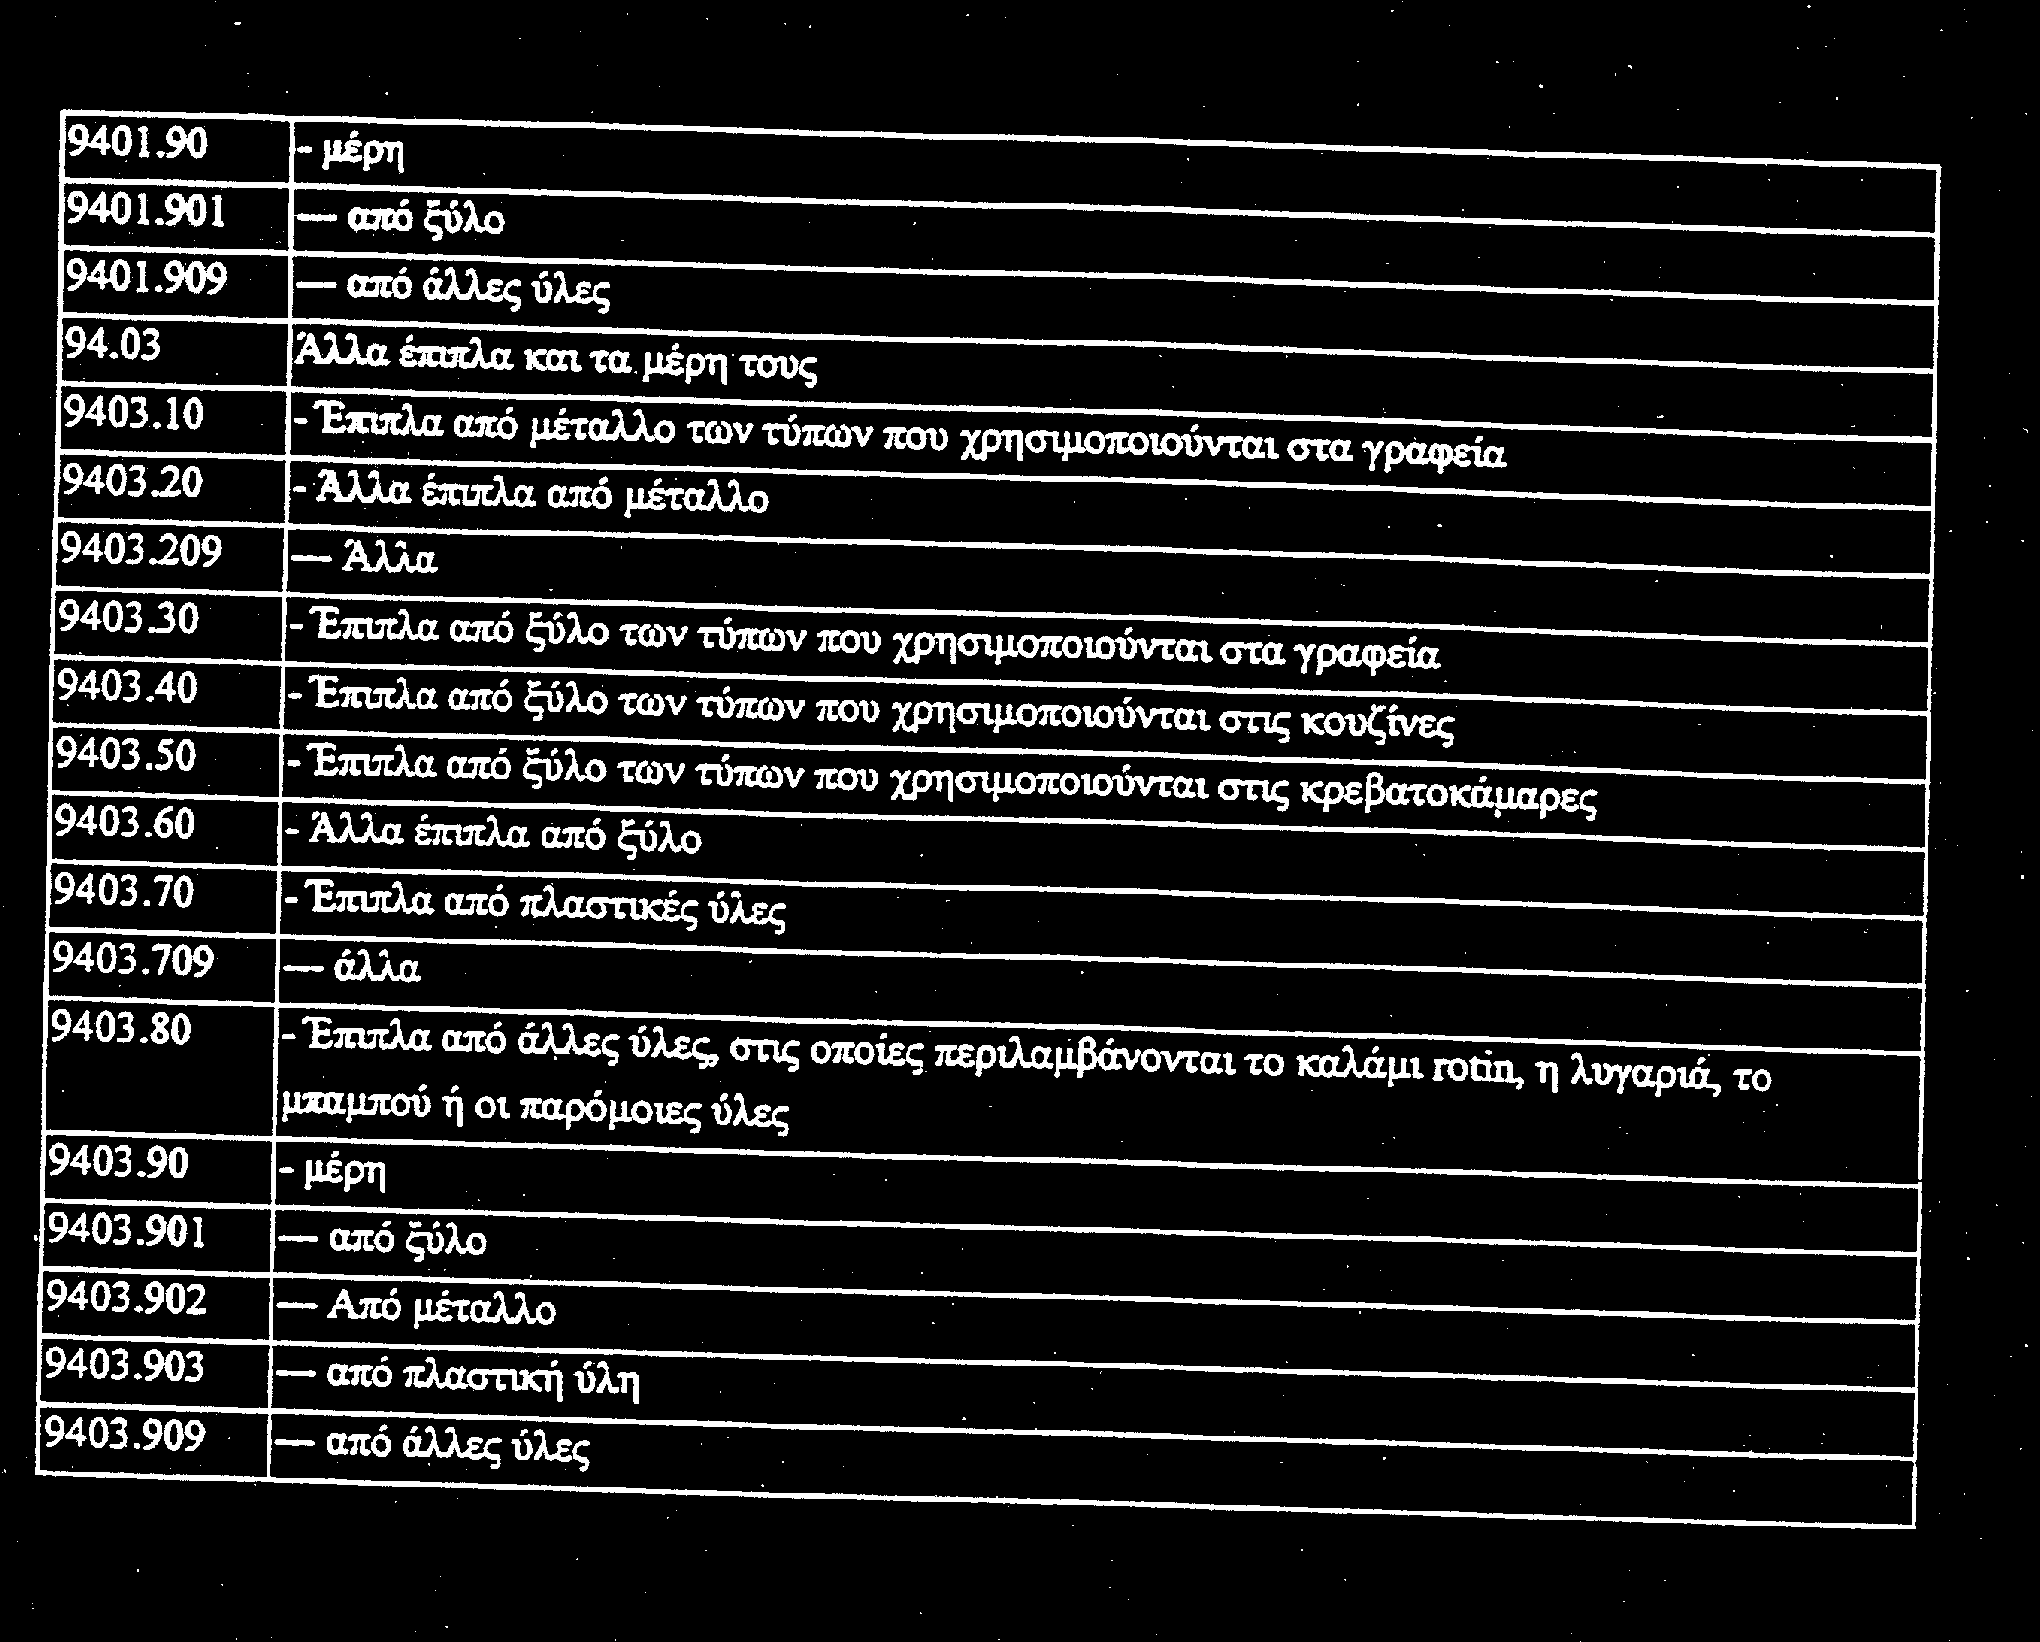 9401.90 - μέρη
9401.901 — από ξύλο
9401.909 — από άλλες ύλες
94.03 Άλλα έπιπλα και τα μέρη τους
9403.10 - Έπιπλα από μέταλλο των τύπων που χρησιμοποιούνται στα γραφεία
9403.20 - Άλλα έπιπλα από μέταλλο
9403.209 — Άλλα
9403.30 - Έπιπλα από ξύλο των τύπων που χρησιμοποιούνται στα γραφεία
9403.40 - Έπιπλα από ξύλο των τύπων που χρησιμοποιούνται στις κουζίνες
9403.50 - Έπιπλα από ξύλο των τύπων που χρησιμοποιούνται στις κρεβατοκάμαρες
9403.60 - Άλλα έπιπλα από ξύλο
9403.70 - Έπιπλα από πλαστικές ύλες
9403.709 — άλλα
9403.80 - Έπιπλα από άλλες ύλες, στις οποίες περιλαμβάνονται το καλάμι rotin, η λυγαριά, το
μπαμπού ή οι παρόμοιες ύλες
9403.90 - μέρη
9403.901 — από ξύλο
9403.902 — Από μέταλλο
9403.903 — από πλαστική ύλη
9403.909 — από άλλες ύλες